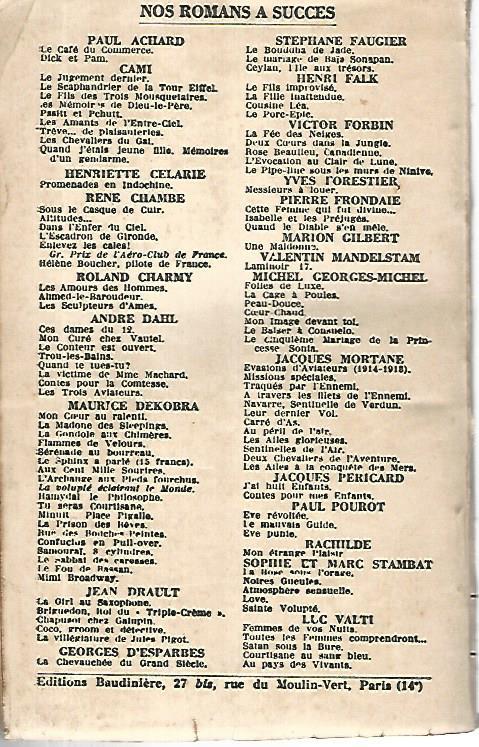 NOS ROMANS A SUCCES
PAUL ACHARD
Le Café du Commerce.
Dick et Pam.
CAMI
Le Jugement dernier.
Le Scaphandrier de la Tour Eiffel.
Le Fils des Trois Mousquetaires.
Les Mémoires de Dieu-le-Père.
Pssitt et Pchutt.
Les Amants de l'Entre-Ciel.
Trêve... de plaisanteries.
Les Chevaliers du Gai.
Quand j'étais jeune fille. Mémoires
d'un gendarme.
HENRIETTE CELARIE
Promenades en Indochine.
RENE CHAMBE
Sous le Casque de Cuir.
Altitudes...
Dans l'Enfer du Ciel.
L'Escadron de Gironde.
Enlevez les cales!
Gr. Prix de l'Aéro-Club de France.
Hélène Boucher, pilote de France.
ROLAND CHARMY
Les Amours des Hommes.
Ahmed-le-Baroudeur.
Les Sculpteurs d'Ames.
ANDRE DAHL
Ces dames du 12.
Mon Curé chez Vautel.
Le Conteur est ouvert.
Trou-les-Bains.
Quand te tues-tu?
La victime de Mme Machard.
Contes pour la Comtesse.
Les Trois Aviateurs.
MAURICE DEKOBRA
Mon Cœur au ralenti.
La Madone des Sleepings.
La Gondole aux Chimères.
Flammes de Velours.
Sérénade au bourreau.
Le Sphinx a parlé (15 francs).
Aux Cent Mille Sourires.
L'Archange aux Pieds fourchus.
La volupté éclairant le Monde.
Hamydal le Philosophe.
Tu seras Courtisane.
Minuit... Place Pigalle.
La Prison des Rêves.
Rue des Bouches Peintes.
Confucius en Pull-over.
Samouraï, 8 cylindres.
Le Sabbat des caresses.
Le Fou de Bassan.
Mimi Broadway.
JEAN DRAULT
La Girl au Saxophone.
Briguedon, Roi du « Triple-Crème ».
Chapuzot chez Galupin.
Coco, groom et détective.
La villégiature de Jules Pigot.
GEORGES D'ESPARBES
La Chevauchée du Grand Siècle.
STEPHANE FAUGIER
Le Bouddha de Jade.
Le mariage de Baïa Sonapan.
Ceylan, l'Ile aux trésors.
HENRI FALK
Le Fils improvisé.
La Fille inattendue.
Cousine Léa.
Le Porc-Epic.
VICTOR FORBIN
La Fée des Neiges.
Deux Cœurs dans la Jungle.
Rose Beaulieu, Canadienne.
L'Evocation au Clair de Lune.
Le Pipe-line sous les murs de Ninive.
YVES FORESTIER
Messieurs à louer.
PIERRE FRONDAIE
Cette Femme qui fut divine...
Isabelle et les Préjugés.
Quand le Diable s'en mêle.
MARION GILBERT
Une Maldonne.
VALENTIN MANDELSTAM
Laminoir 17.
MICHEL GEORGES-MICHEL
Folies de Luxe.
La Cage à Poules.
Peau-Douce.
Cœur Chaud.
Mon Image devant toi.
Le Baiser à Consuelo.
Le Cinquième Mariage de la Prin-
cesse Sonia.
JACQUES MORTANE
Evasions d'Aviateurs (1914-1918).
Missions spéciales.
Traqués par l'Ennemi.
A travers les filets de l'Ennemi.
Navarre, Sentinelle de Verdun.
Leur dernier Vol.
Carré d'As.
Au péril de l'air.
Les Ailes glorieuses.
Sentinelles de l'Air.
Deux Chevaliers de l'Aventure.
Les Ailes à la conquête des Mers.
JACQUES PERICARD
J'ai huit Enfants.
Contes pour mes Enfants.
PAUL POUROT
Eve révoltée.
Le mauvais Guide.
Eve punie.
RACHILDE
Mon étrange Plaisir
SOPHIE ET MARC STAMBAT
La Rose sous l'orage.
Noires Gueules.
Atmosphère sensuelle.
Love.
Sainte Volupté.
LUC VALTI
Femmes de vos Nuits.
Toutes les Femmes comprendront...
Satan sous la Bure.
Courtisane au sang bleu.
Au pays des Vivants.
Editions Baudinière, 27 bis, rue du Moulin-Vert, Paris (14°)